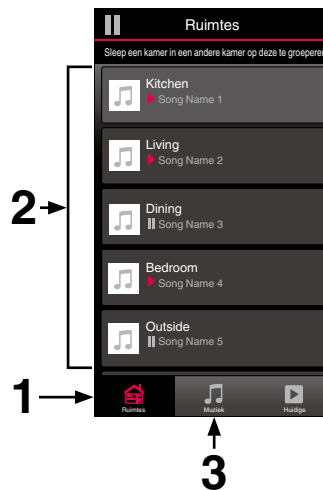 Ruimtes
Sleep een kamer in een andere kamer op deze te groeperen
Kitchen
Song Name 1
Living
Song Name 2
2
Dining
Song Name 3
Bedroom
Song Name 4
Outside
Song Name 5
1
Ruimtes
Muziek
Huidige
3